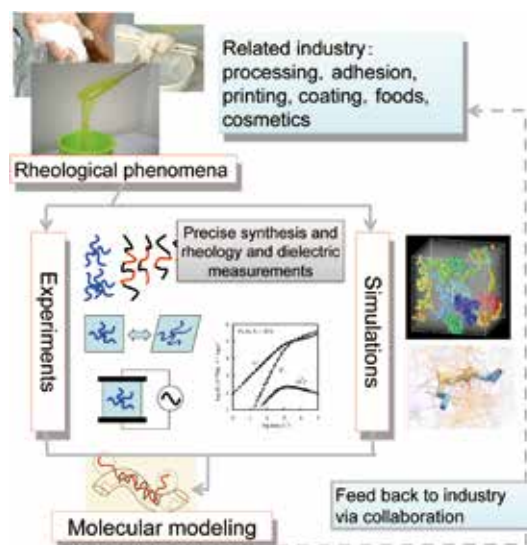 Related industry:
processing, adhesion,
printing, coating, foods,
cosmetics
Rheological phenomena
Experiments
Precise synthesis and
rheology and dielectric
measurements
Simulations
Molecular modeling
Feed back to industry
via collaboration